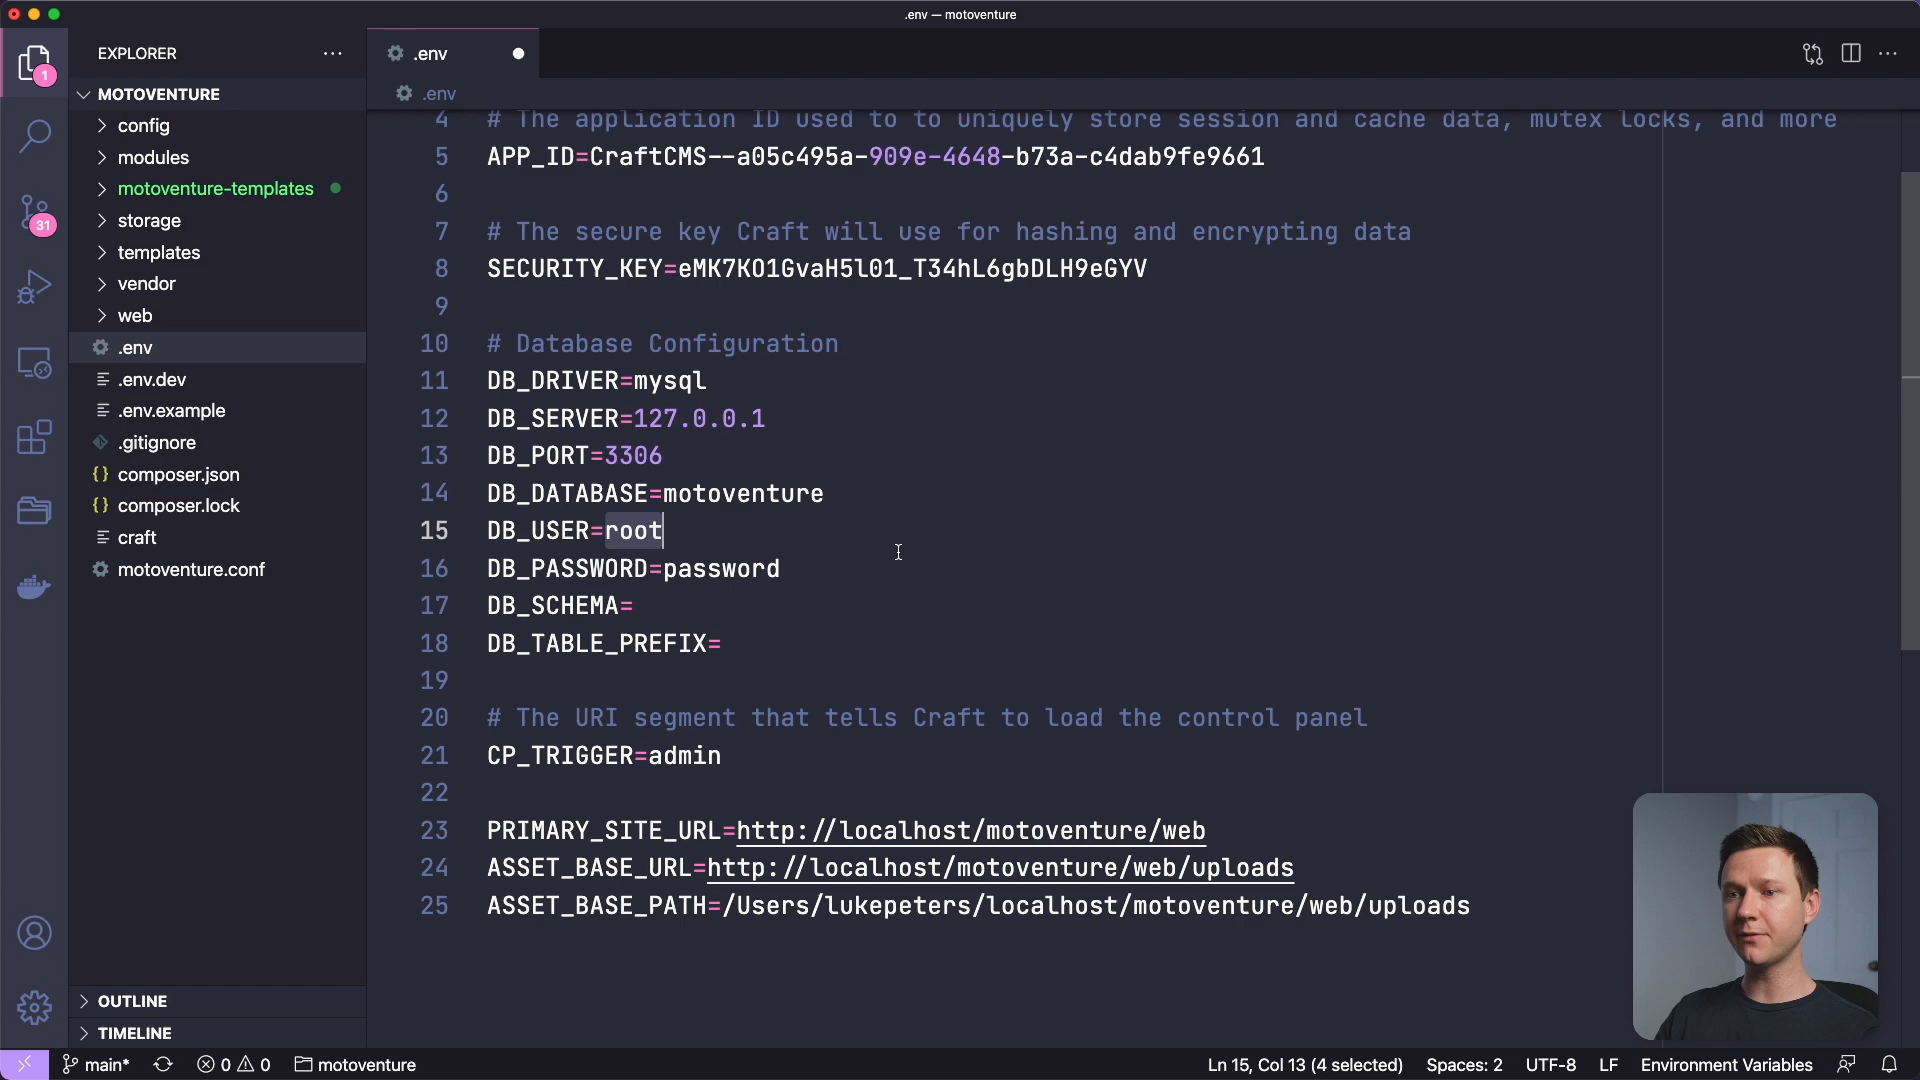 .env — motoventure
EXPLORER
1
MOTOVENTURE
config
modules
motoventure-templates
storage
31
templates
vendor
web
.env
.env.dev
.env.example
.gitignore
composer.json
composer.lock
craft
motoventure.conf
OUTLINE
TIMELINE
.env
.env
4 # The application ID used to to uniquely store session and cache data, mutex locks, and more
5 APP_ID=CraftCMS--a05c495a-909e-4648-b73a-c4dab9fe9661
6
7 # The secure key Craft will use for hashing and encrypting data
8 SECURITY_KEY=eMK7KO1GvaH5l01_T34hL6gbDLH9eGYV
9
10 # Database Configuration
11 DB_DRIVER=mysql
12 DB_SERVER=127.0.0.1
13 DB_PORT=3306
14 DB_DATABASE=motoventure
15 DB_USER=root
16 DB_PASSWORD=password
17 DB_SCHEMA=
18 DB_TABLE_PREFIX=
19
20 # The URI segment that tells Craft to load the control panel
21 CP_TRIGGER=admin
22
23 PRIMARY_SITE_URL=http://localhost/motoventure/web
24 ASSET_BASE_URL=http://localhost/motoventure/web/uploads
25 ASSET_BASE_PATH=/Users/lukepeters/localhost/motoventure/web/uploads
main* 0 0 motoventure Ln 15, Col 13 (4 selected) Spaces: 2 UTF-8 LF Environment Variables